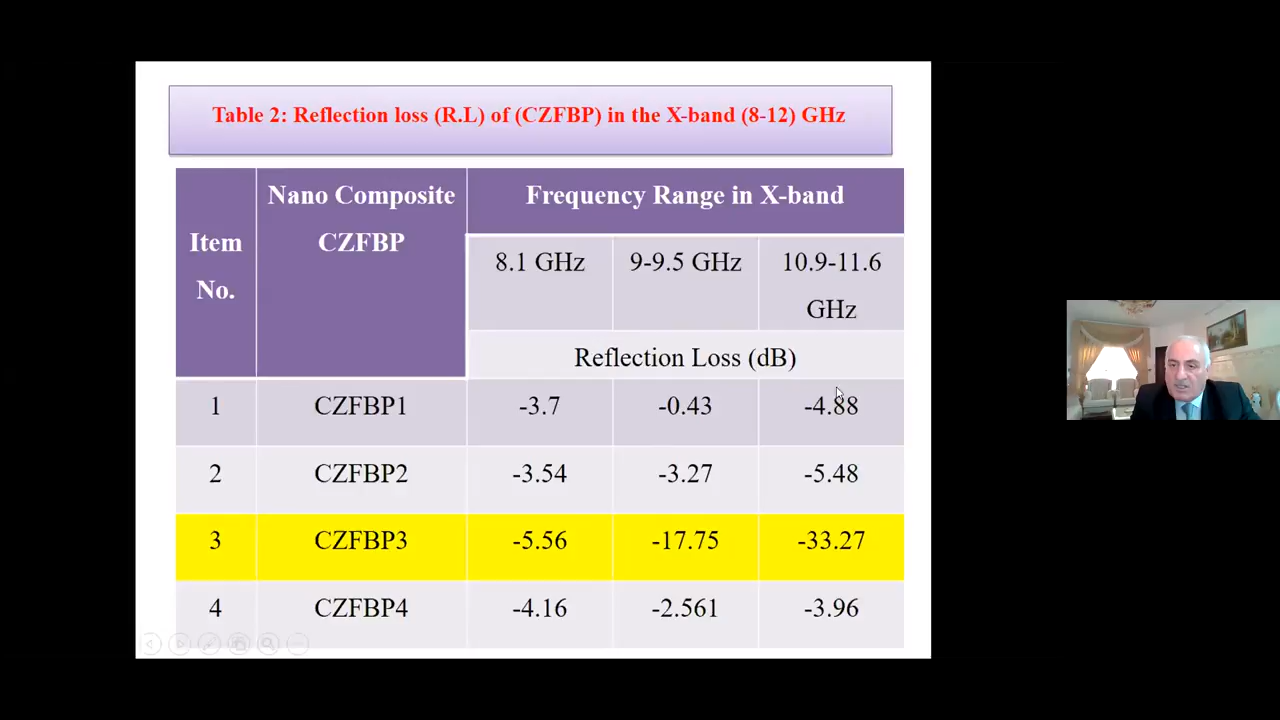 Table 2: Reflection loss (R.L) of (CZFBP) in the X-band (8-12) GHz
Item No.
Nano Composite CZFBP
Frequency Range in X-band
8.1 GHz
9-9.5 GHz
10.9-11.6 GHz
Reflection Loss (dB)
1 CZFBP1 -3.7 -0.43 -4.88
2 CZFBP2 -3.54 -3.27 -5.48
3 CZFBP3 -5.56 -17.75 -33.27
4 CZFBP4 -4.16 -2.561 -3.96